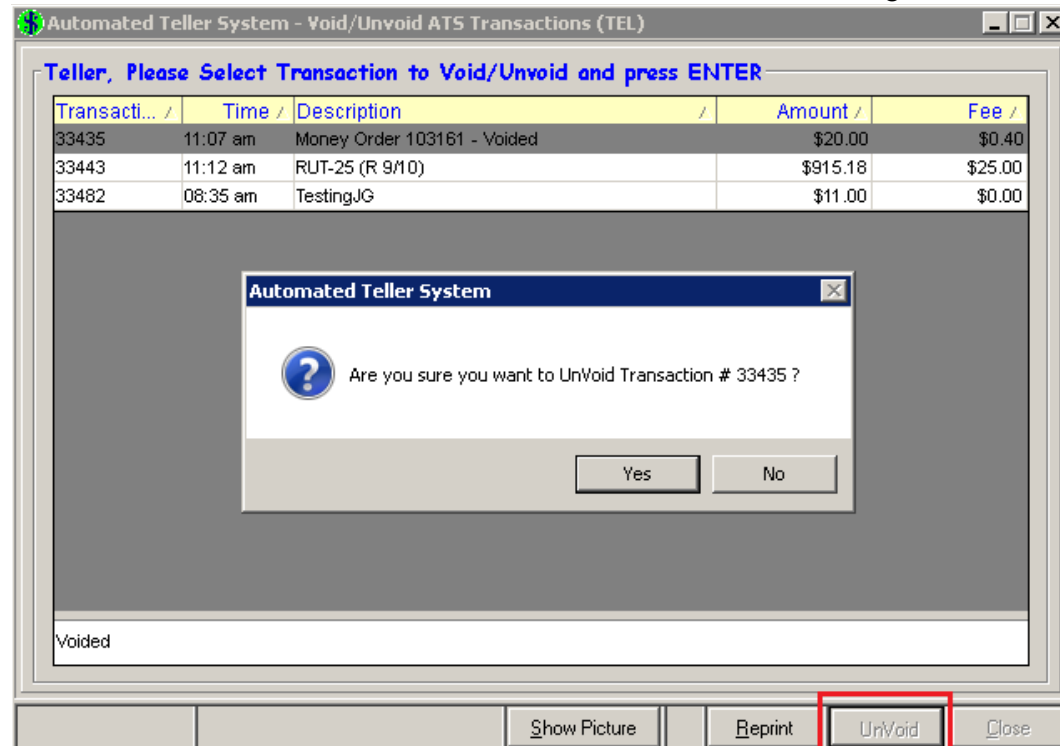 Automated Teller System - Void/Unvoid ATS Transactions (TEL)
Teller, Please Select Transaction to Void/Unvoid and press ENTER
Transacti... / Time / Description / Amount / Fee /
33435 11:07 am Money Order 103161 - Voided $20.00 $0.40
33443 11:12 am RUT-25 (R 9/10) $915.18 $25.00
33482 08:35 am TestingJG $11.00 $0.00
Automated Teller System
Are you sure you want to UnVoid Transaction # 33435 ?
Yes No
Voided
Show Picture Reprint UnVoid Close